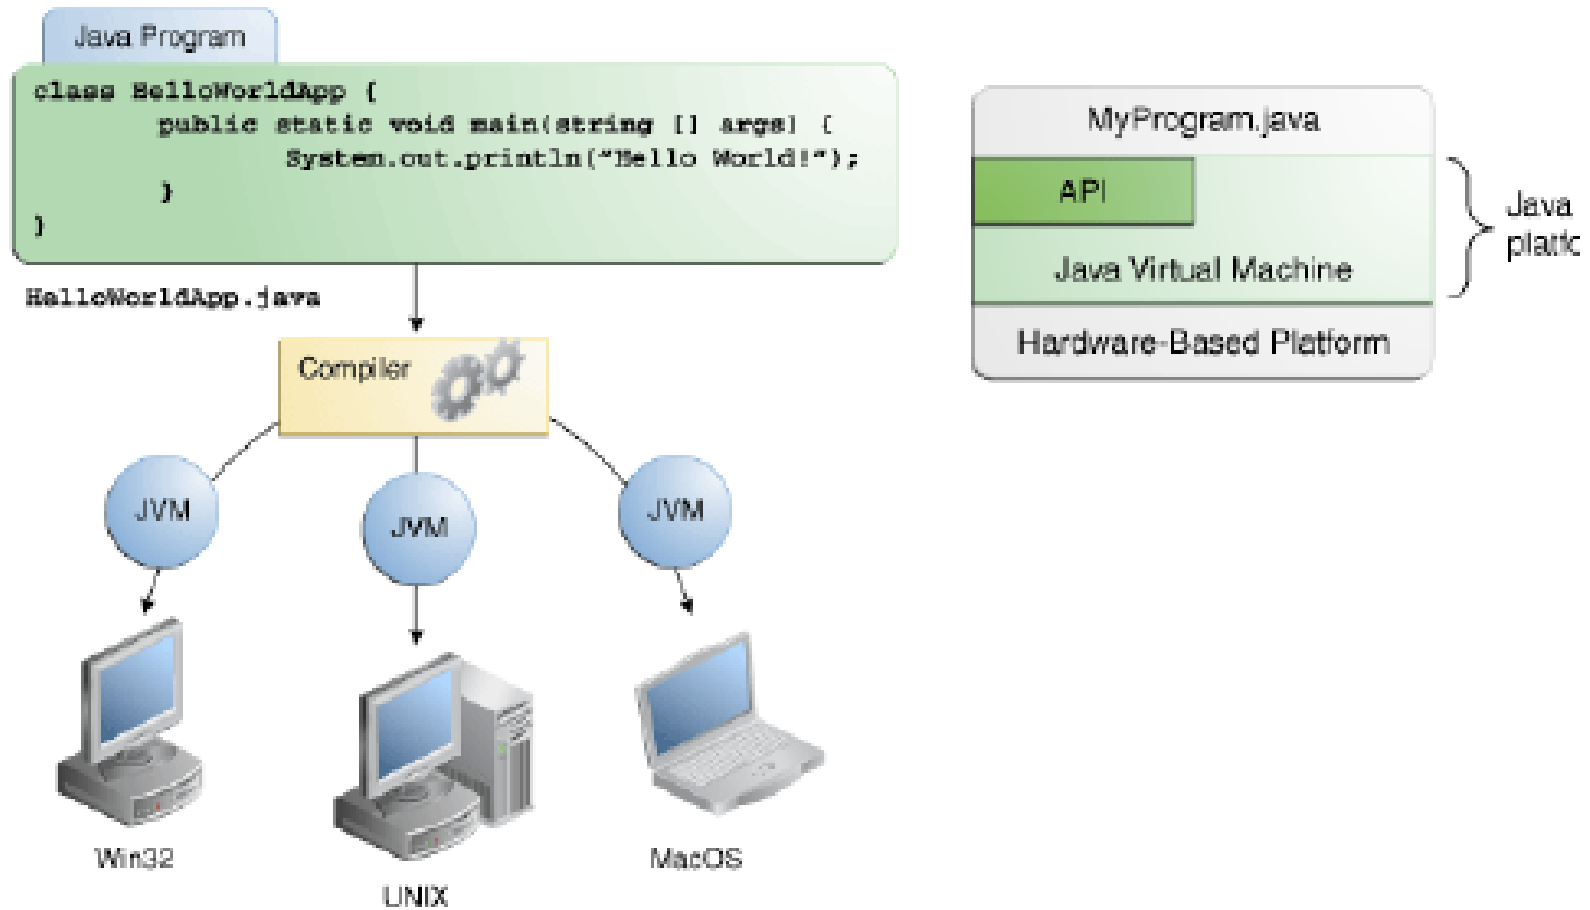 Java Program
class HelloWorldApp {
public static void main(string [] args) {
System.out.println("Hello World!");
}
}
HelloWorldApp.java
Compiler
JVM
JVM
JVM
Win32
UNIX
MacOS
MyProgram.java
API
Java Virtual Machine
Hardware-Based Platform
Java